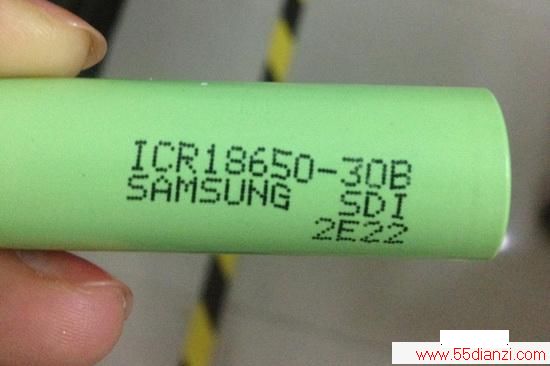 ICR18650-30B
SAMSUNG SDI
2E22
www.55dianzi.com